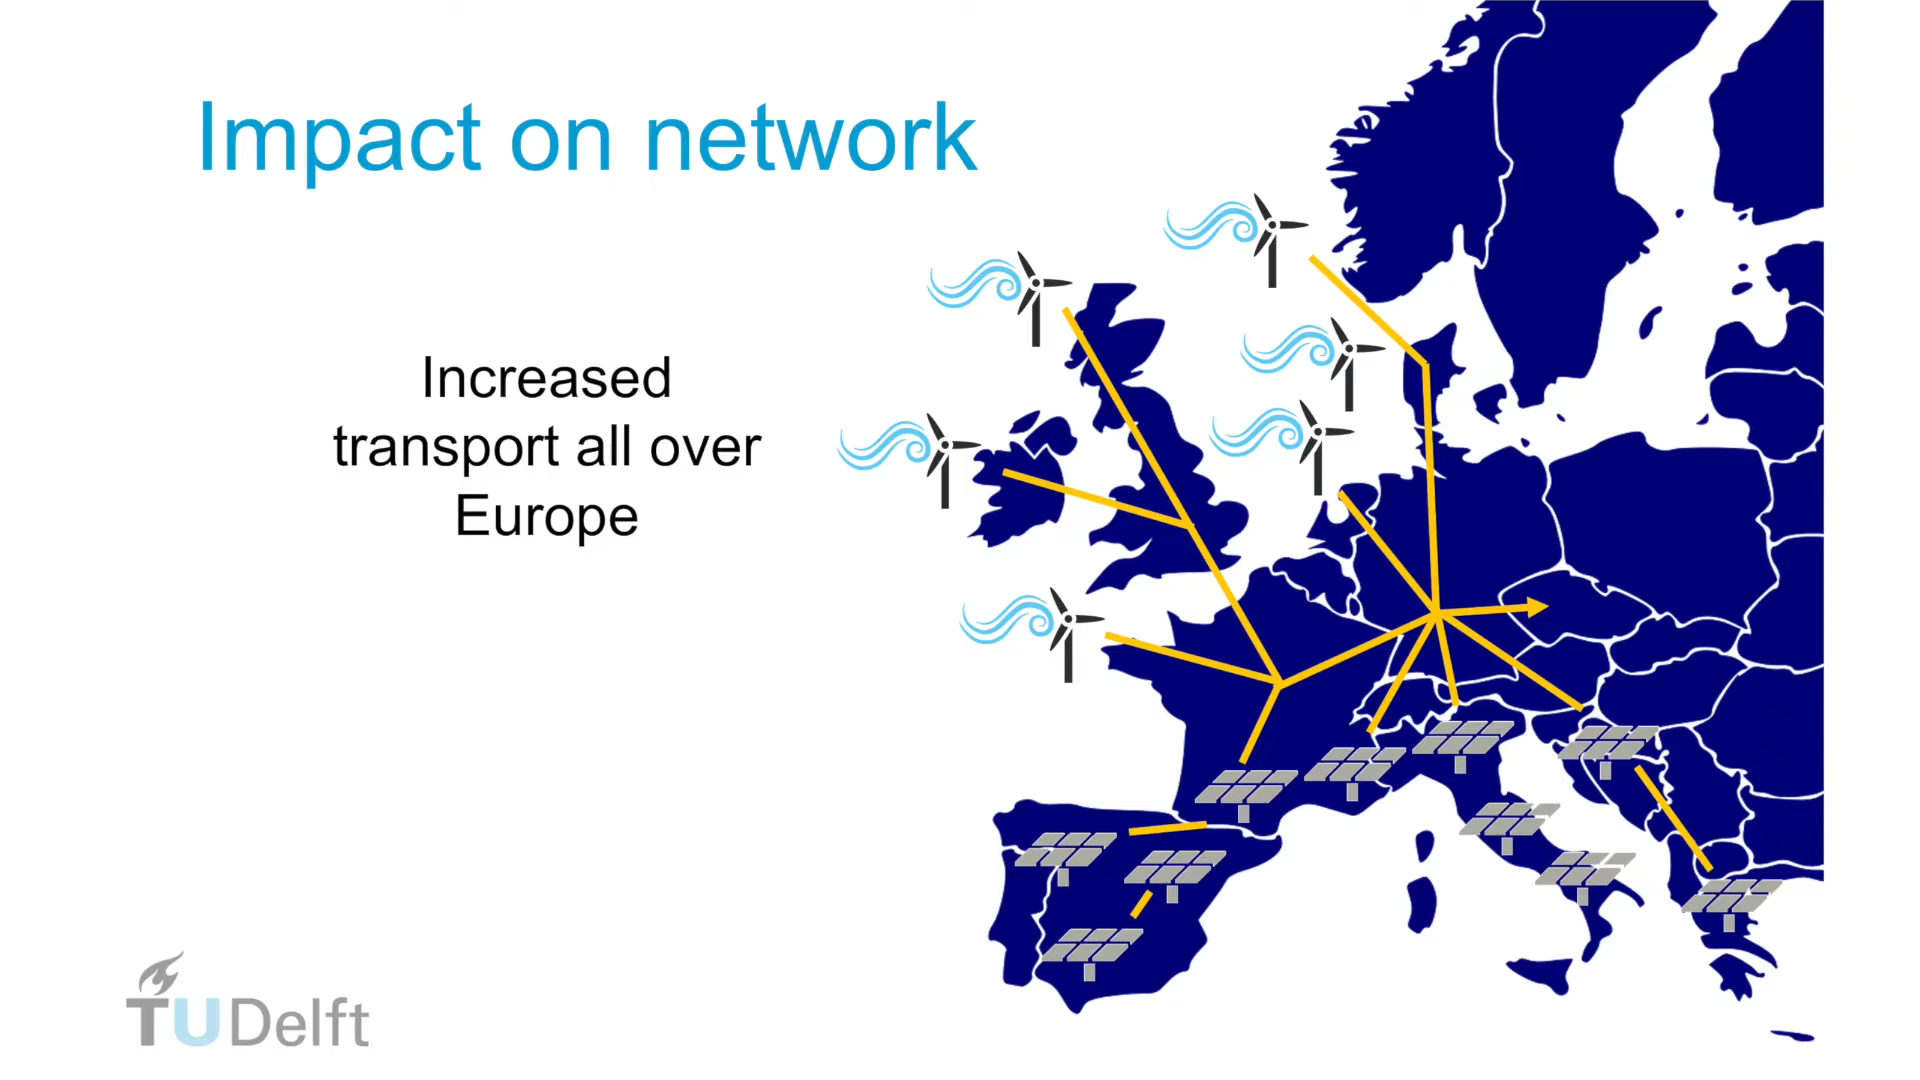 Impact on network
Increased
transport all over
Europe
TUDelft